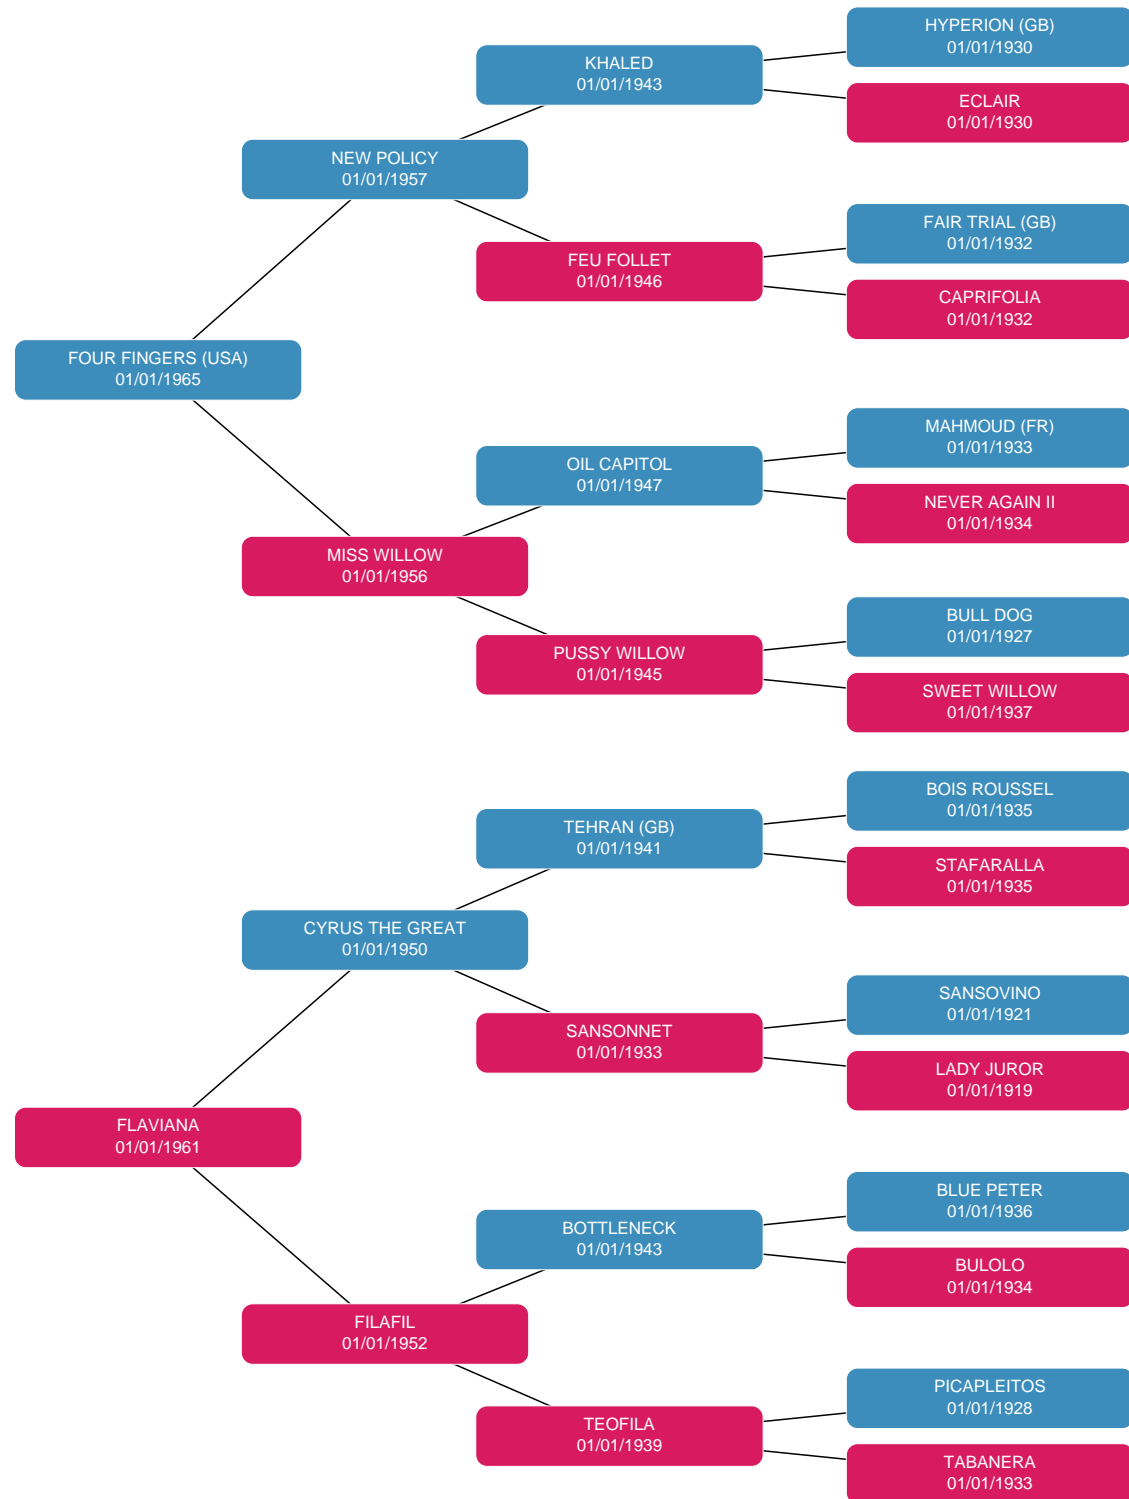 HYPERION (GB)
01/01/1930
KHALED
01/01/1943
ECLAIR
01/01/1930
NEW POLICY
01/01/1957
FAIR TRIAL (GB)
01/01/1932
FEU FOLLET
01/01/1946
CAPRIFOLIA
01/01/1932
FOUR FINGERS (USA)
01/01/1965
MAHMOUD (FR)
01/01/1933
OIL CAPITOL
01/01/1947
NEVER AGAIN II
01/01/1934
MISS WILLOW
01/01/1956
BULL DOG
01/01/1927
PUSSY WILLOW
01/01/1945
SWEET WILLOW
01/01/1937
BOIS ROUSSEL
01/01/1935
TEHRAN (GB)
01/01/1941
STAFARALLA
01/01/1935
CYRUS THE GREAT
01/01/1950
SANSOVINO
01/01/1921
SANSONNET
01/01/1933
LADY JUROR
01/01/1919
FLAVIANA
01/01/1961
BLUE PETER
01/01/1936
BOTTLENECK
01/01/1943
BULOLO
01/01/1934
FILAFIL
01/01/1952
PICAPLEITOS
01/01/1928
TEOFILA
01/01/1939
TABANERA
01/01/1933